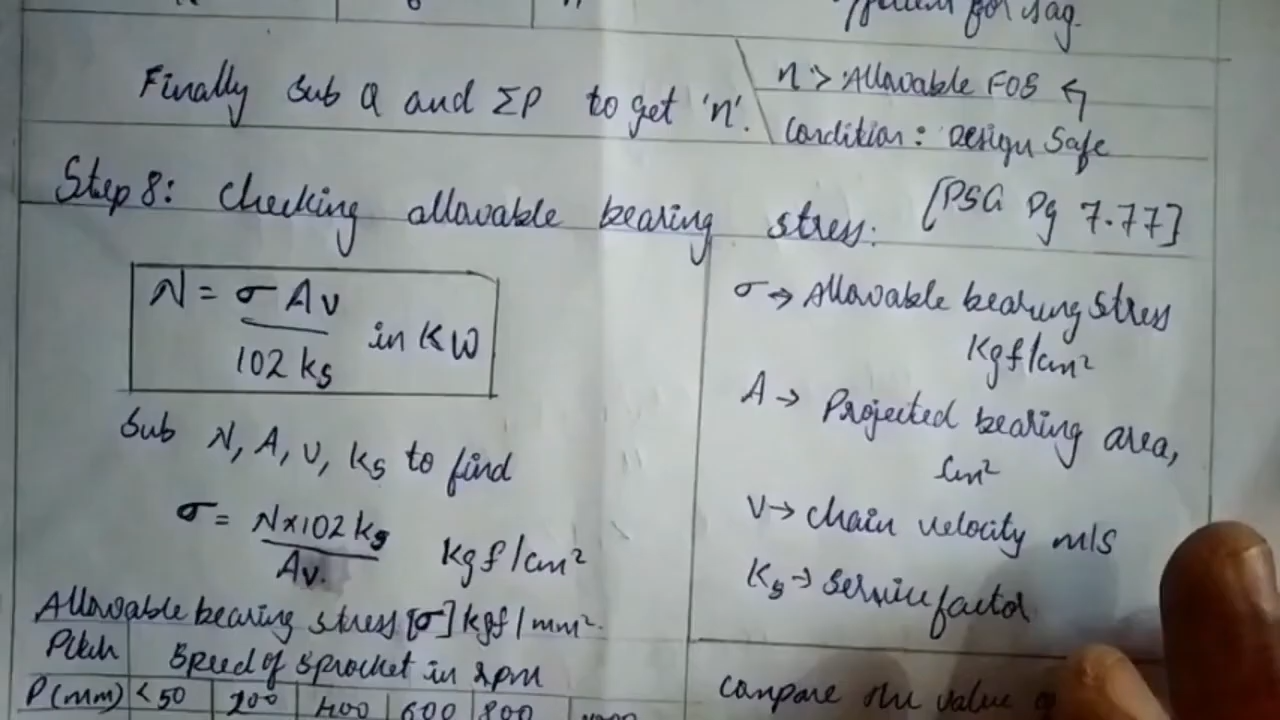 for sag.
Finally sub Q and ΣP to get 'n'.
n > Allowable FOS
Condition: Design Safe
Step 8: Checking allowable bearing stress. [PSG Pg 7.77]
N = σ A v / 102 ks in KW
Sub N, A, v, ks to find
σ = N x 102 ks / Av. Kgf/cm²
σ → Allowable bearing stress
Kgf/cm²
A → Projected bearing area,
cm²
V → chain velocity m/s
Ks → service factor
Allowable bearing stress [σ] kgf/mm².
Pitch Speed of sprocket in rpm
P(mm) <50 200 400 600 800
compare the value